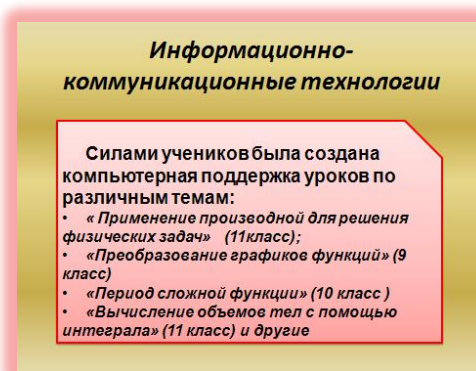 Информационно-
коммуникационные технологии
Силами учеников была создана
компьютерная поддержка уроков по
различным темам:
• « Применение производной для решения
физических задач» (11класс);
• «Преобразование графиков функций» (9
класс)
• «Период сложной функции» (10 класс )
• «Вычисление объемов тел с помощью
интеграла» (11 класс) и другие